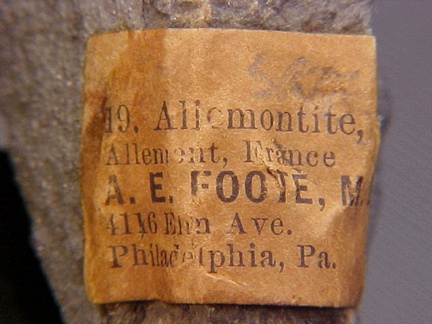 19. Allemontite,
Allemont, France
A. E. FOOTE, M.
4116 Elm Ave.
Philadelphia, Pa.